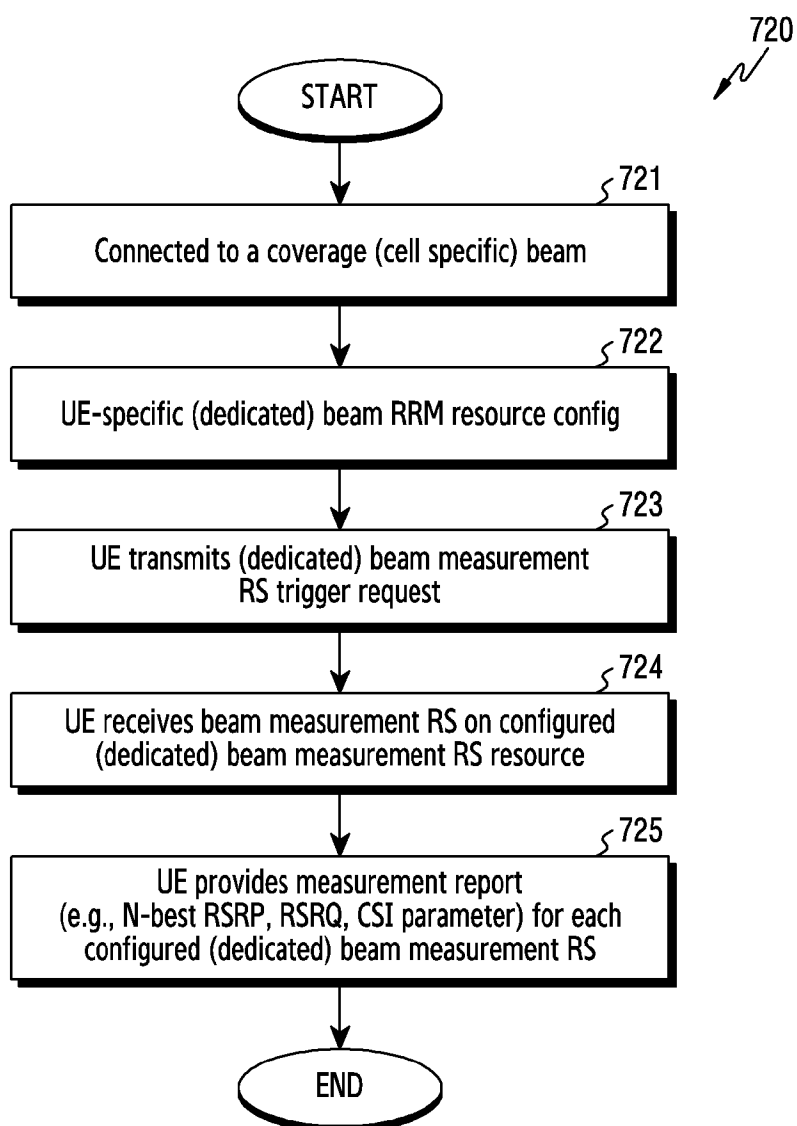 720
START
721
Connected to a coverage (cell specific) beam
722
UE-specific (dedicated) beam RRM resource config
723
UE transmits (dedicated) beam measurement
RS trigger request
724
UE receives beam measurement RS on configured
(dedicated) beam measurement RS resource
725
UE provides measurement report
(e.g., N-best RSRP, RSRQ, CSI parameter) for each
configured (dedicated) beam measurement RS
END